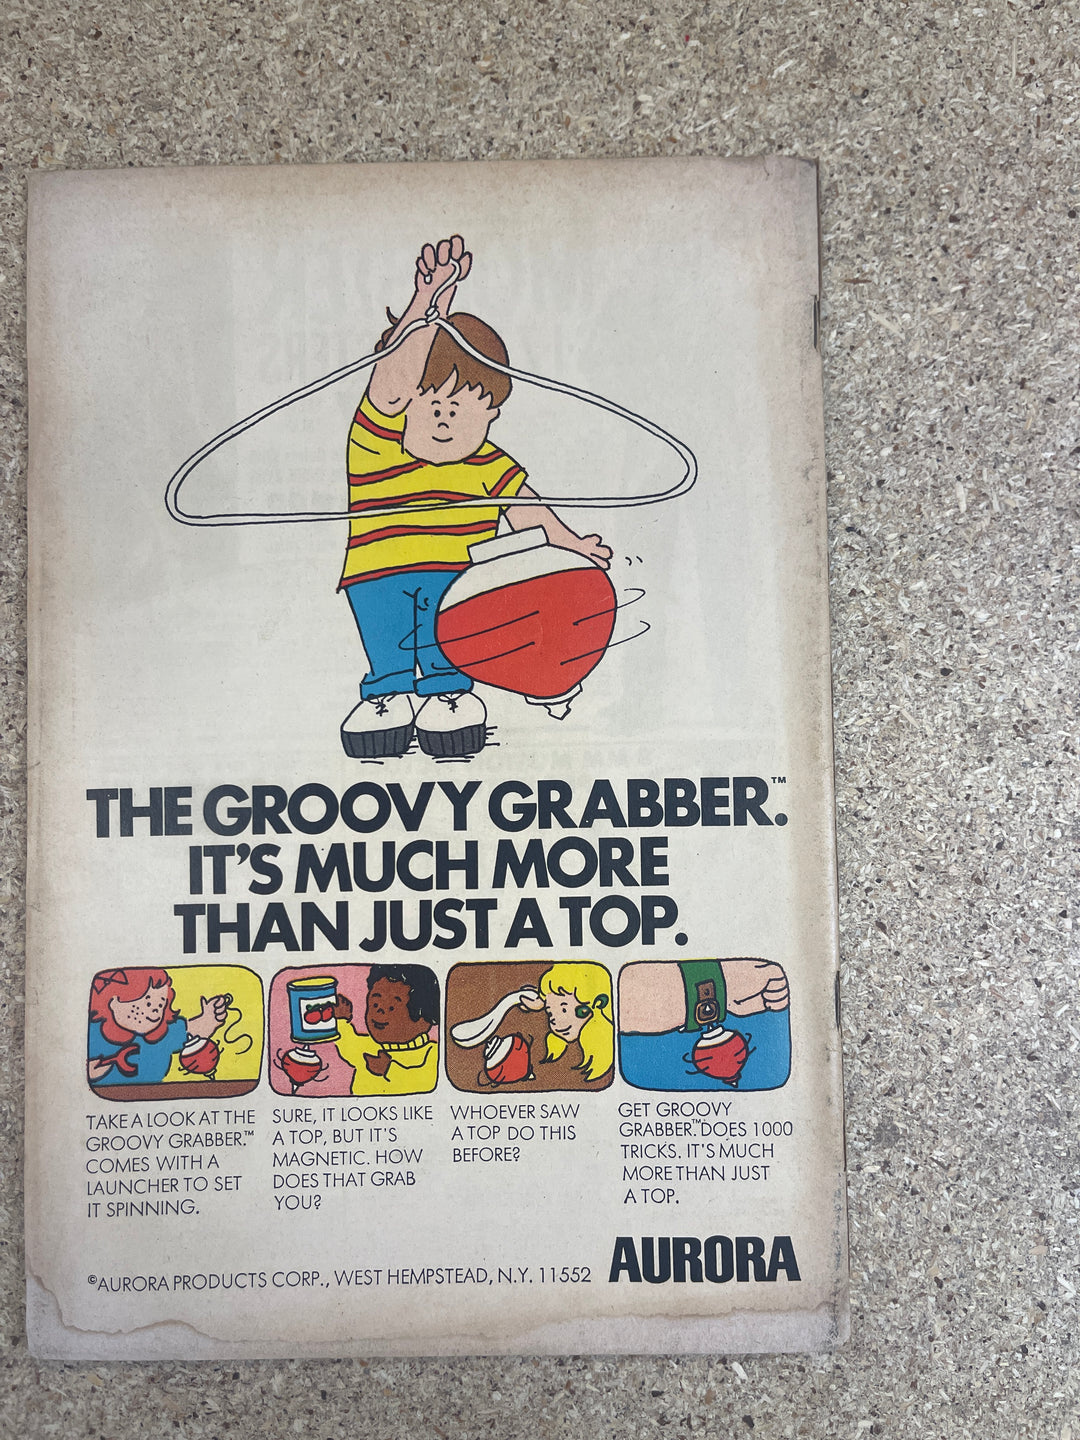 THE GROOVY GRABBER.™
IT'S MUCH MORE
THAN JUST A TOP.
TAKE A LOOK AT THE
GROOVY GRABBER.™
COMES WITH A
LAUNCHER TO SET
IT SPINNING.
SURE, IT LOOKS LIKE
A TOP, BUT IT'S
MAGNETIC. HOW
DOES THAT GRAB
YOU?
WHOEVER SAW
A TOP DO THIS
BEFORE?
GET GROOVY
GRABBER.™DOES 1000
TRICKS. IT'S MUCH
MORE THAN JUST
A TOP.
©AURORA PRODUCTS CORP., WEST HEMPSTEAD, N.Y. 11552
AURORA